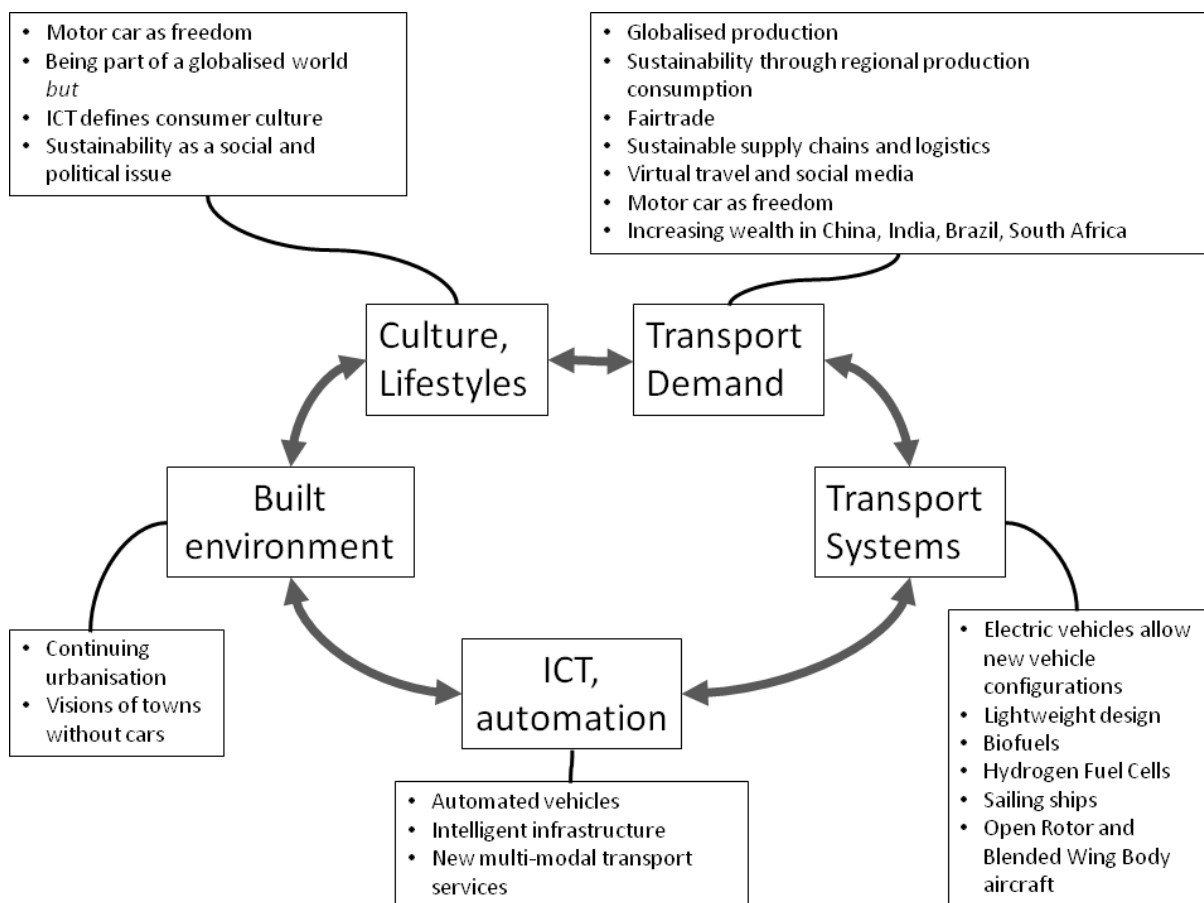 • Motor car as freedom
• Being part of a globalised world
but
• ICT defines consumer culture
• Sustainability as a social and
political issue
• Globalised production
• Sustainability through regional production
consumption
• Fairtrade
• Sustainable supply chains and logistics
• Virtual travel and social media
• Motor car as freedom
• Increasing wealth in China, India, Brazil, South Africa
Culture,
Lifestyles
Transport
Demand
Built
environment
Transport
Systems
ICT,
automation
• Continuing
urbanisation
• Visions of towns
without cars
• Automated vehicles
• Intelligent infrastructure
• New multi-modal transport
services
• Electric vehicles allow
new vehicle
configurations
• Lightweight design
• Biofuels
• Hydrogen Fuel Cells
• Sailing ships
• Open Rotor and
Blended Wing Body
aircraft